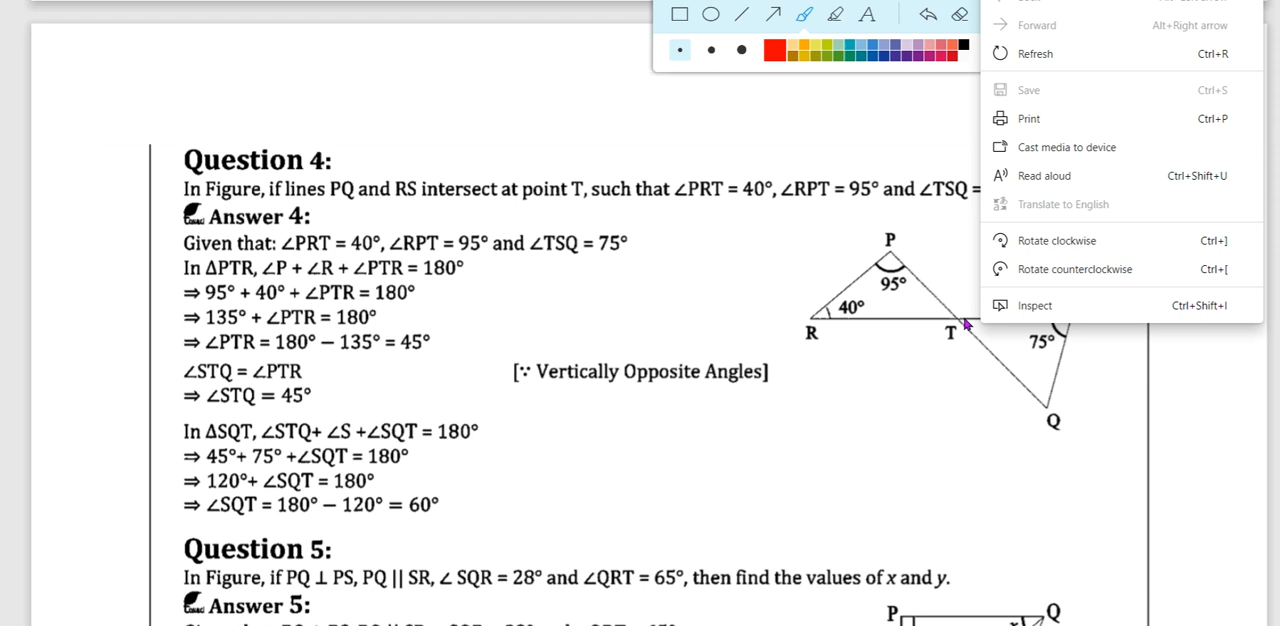 A
Forward Alt+Right arrow
Refresh Ctrl+R
Save Ctrl+S
Print Ctrl+P
Cast media to device
Read aloud Ctrl+Shift+U
Translate to English
Rotate clockwise Ctrl+]
Rotate counterclockwise Ctrl+[
Inspect Ctrl+Shift+I
Question 4:
In Figure, if lines PQ and RS intersect at point T, such that ∠PRT = 40°, ∠RPT = 95° and ∠TSQ =
Answer 4:
Given that: ∠PRT = 40°, ∠RPT = 95° and ∠TSQ = 75°
In ΔPTR, ∠P + ∠R + ∠PTR = 180°
⇒ 95° + 40° + ∠PTR = 180°
⇒ 135° + ∠PTR = 180°
⇒ ∠PTR = 180° − 135° = 45°
∠STQ = ∠PTR [∵ Vertically Opposite Angles]
⇒ ∠STQ = 45°
In ΔSQT, ∠STQ+ ∠S +∠SQT = 180°
⇒ 45°+ 75° +∠SQT = 180°
⇒ 120°+ ∠SQT = 180°
⇒ ∠SQT = 180° − 120° = 60°
P
95°
40°
R
T
75°
Q
Question 5:
In Figure, if PQ ⊥ PS, PQ || SR, ∠ SQR = 28° and ∠QRT = 65°, then find the values of x and y.
Answer 5:
P
Q